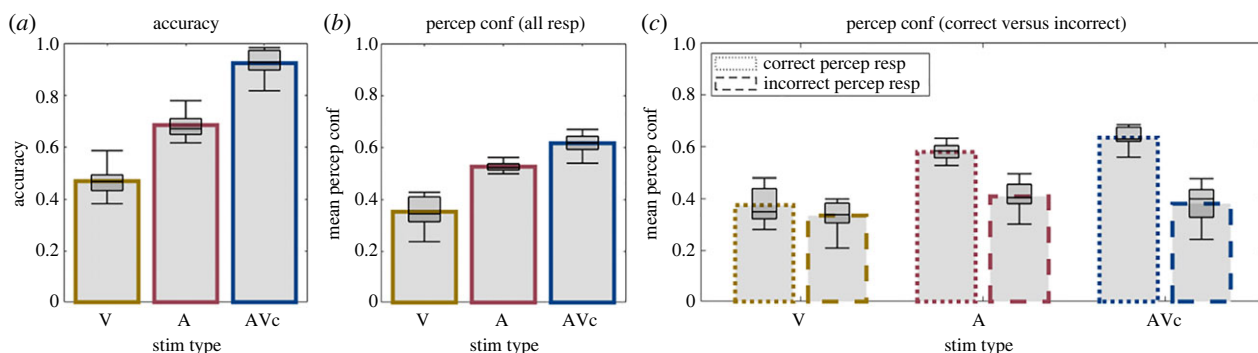 (a) accuracy
1.0
0.8
0.6
0.4
0.2
0
accuracy
V A AVc
stim type
(b) percep conf (all resp)
1.0
0.8
0.6
0.4
0.2
0
mean percep conf
V A AVc
stim type
(c) percep conf (correct versus incorrect)
1.0
0.8
0.6
0.4
0.2
0
mean percep conf
correct percep resp
incorrect percep resp
V A AVc
stim type